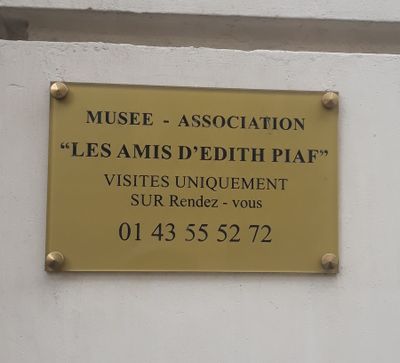 MUSEE - ASSOCIATION
“LES AMIS D’EDITH PIAF”
VISITES UNIQUEMENT
SUR Rendez - vous
01 43 55 52 72